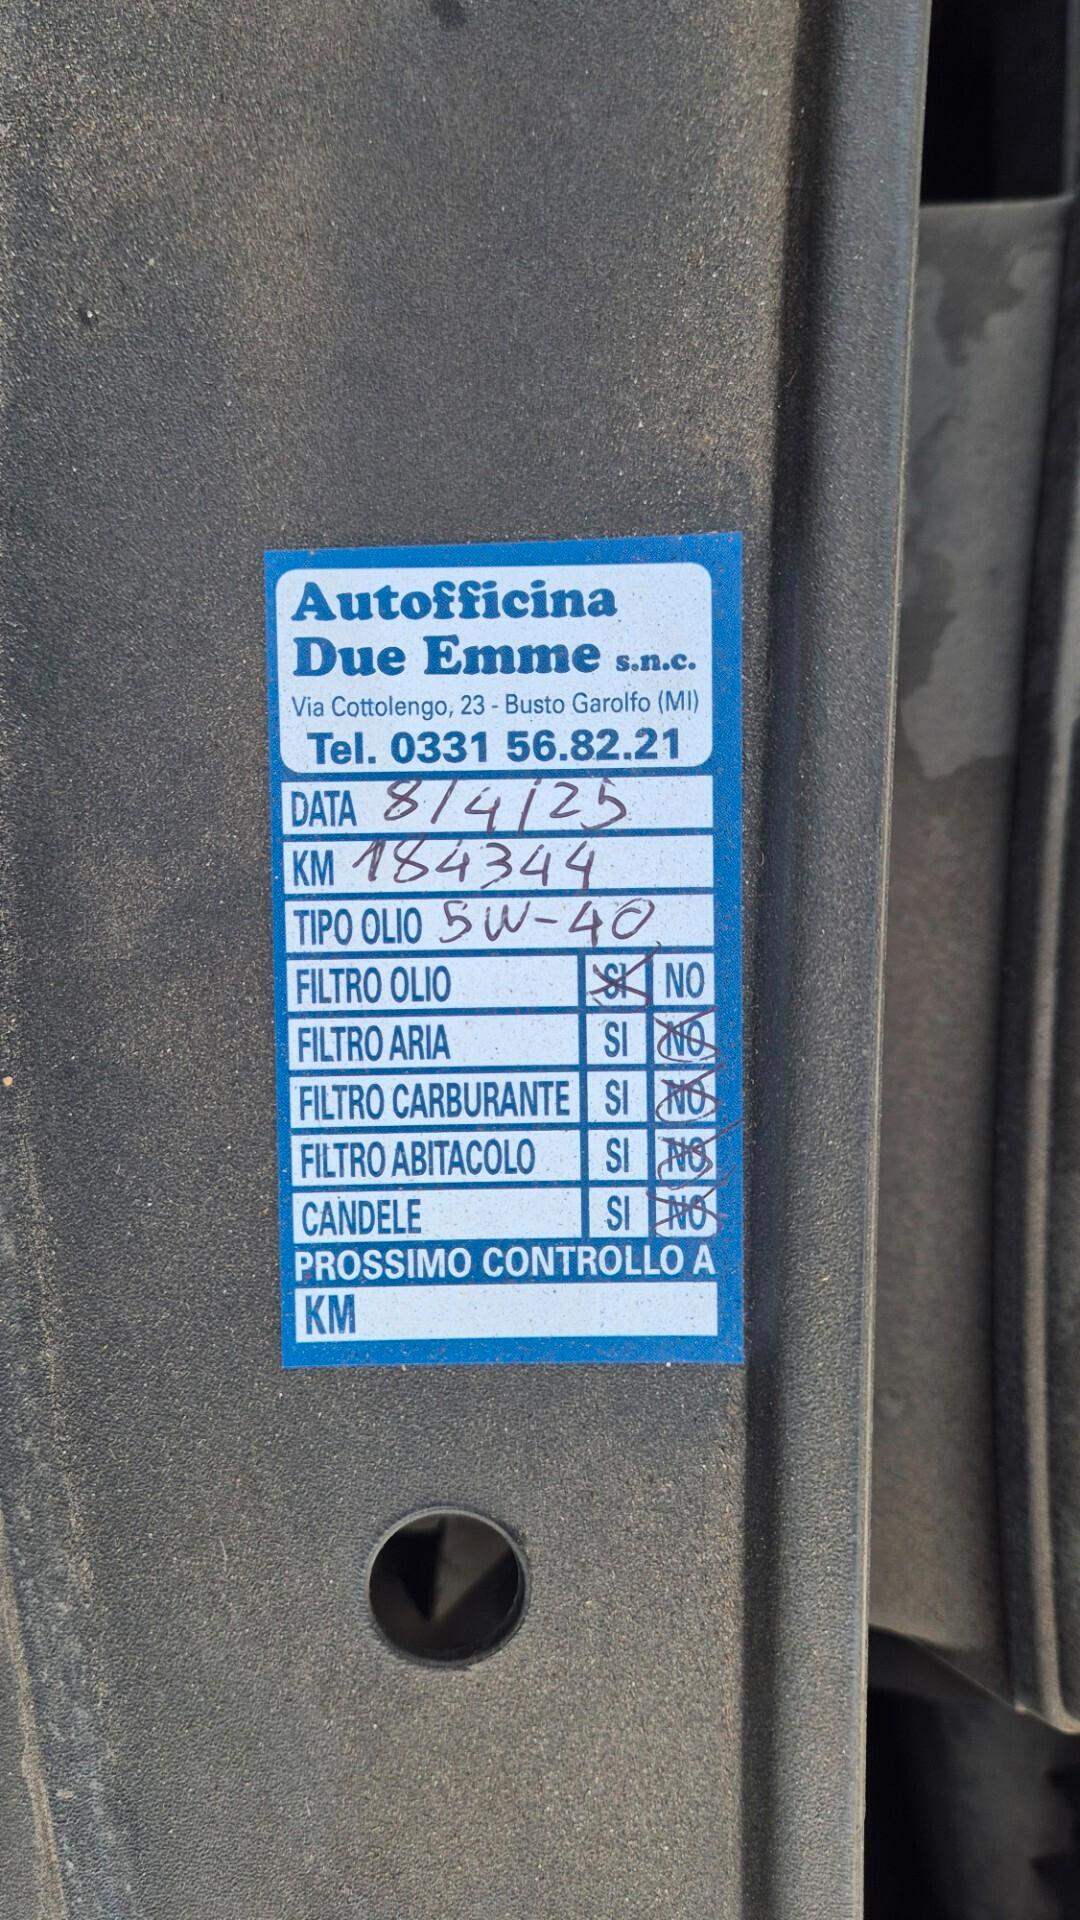 Autofficina
Due Emme s.n.c.
Via Cottolengo, 23 - Busto Garolfo (MI)
Tel. 0331 56.82.21
DATA 8/4/25
KM 184344
TIPO OLIO 5W-40
FILTRO OLIO SI NO
FILTRO ARIA SI NO
FILTRO CARBURANTE SI NO
FILTRO ABITACOLO SI NO
CANDELE SI NO
PROSSIMO CONTROLLO A
KM